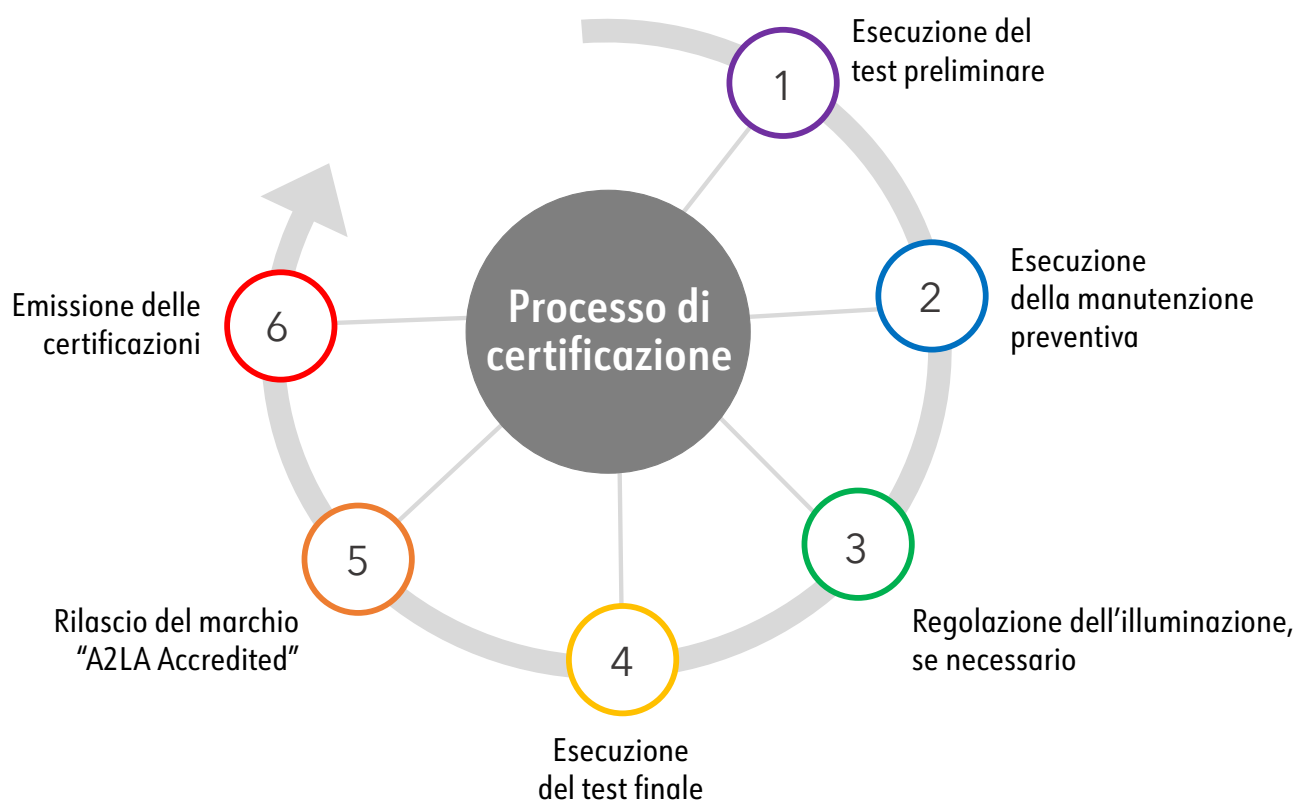 Processo di
certificazione
1
Esecuzione del
test preliminare
2
Esecuzione
della manutenzione
preventiva
3
Regolazione dell’illuminazione,
se necessario
4
Esecuzione
del test finale
5
Rilascio del marchio
“A2LA Accredited”
6
Emissione delle
certificazioni